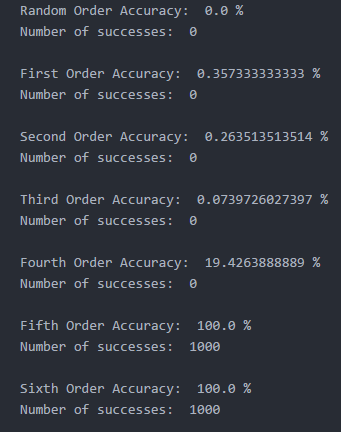 Random Order Accuracy:  0.0 %
Number of successes:  0
First Order Accuracy:  0.357333333333 %
Number of successes:  0
Second Order Accuracy:  0.263513513514 %
Number of successes:  0
Third Order Accuracy:  0.0739726027397 %
Number of successes:  0
Fourth Order Accuracy:  19.4263888889 %
Number of successes:  0
Fifth Order Accuracy:  100.0 %
Number of successes:  1000
Sixth Order Accuracy:  100.0 %
Number of successes:  1000